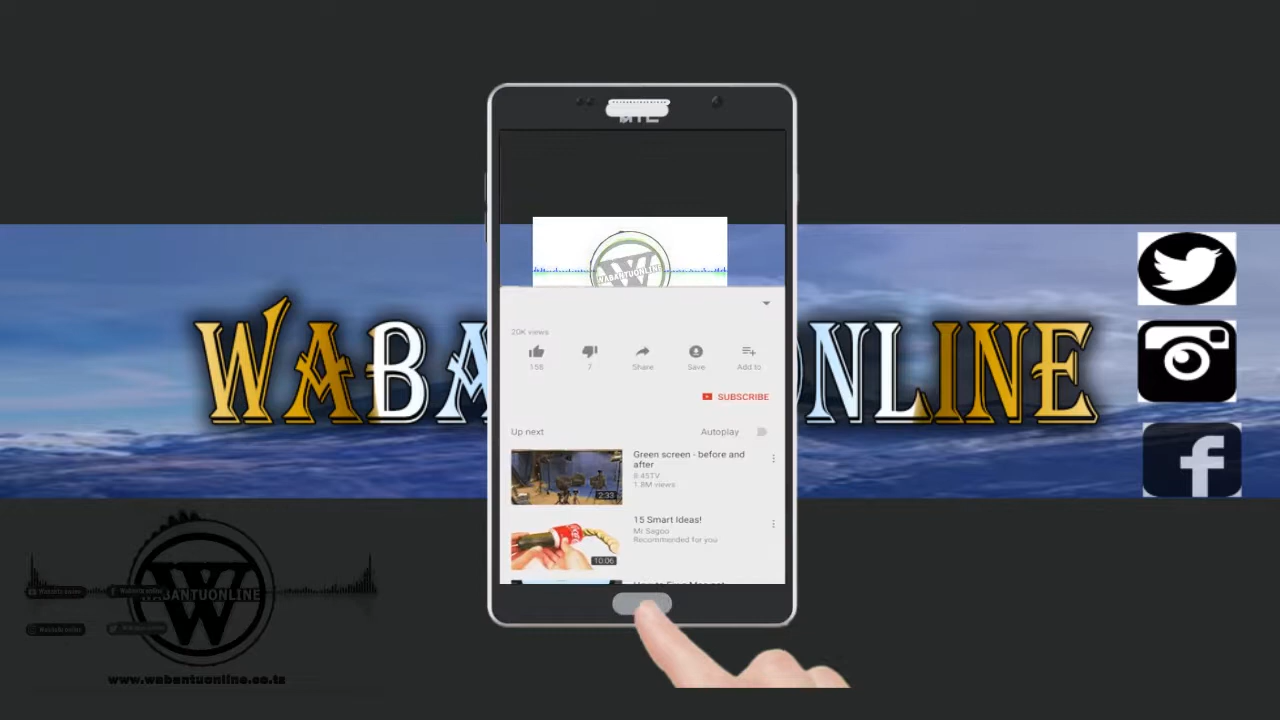 WABANTUONLINE
WABA
ONLINE
20K views
158
7
Share
Save
Add to
SUBSCRIBE
Up next
Autoplay
Green screen - before and
after
8.45TV
1.8M views
2:33
15 Smart Ideas!
Mr Sagoo
Recommended for you
10:06
WABANTUONLINE
www.wabantuonline.co.tz